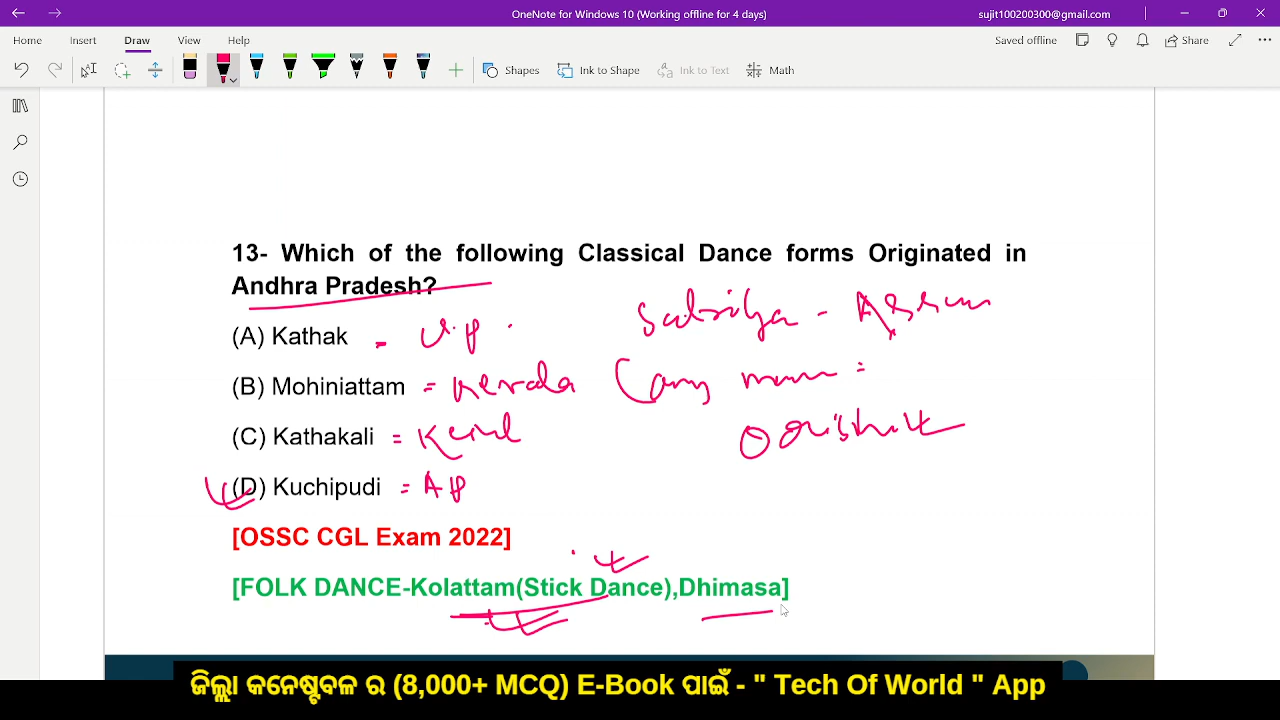 OneNote for Windows 10 (Working offline for 4 days)
sujit100200300@gmail.com
Home Insert Draw View Help
Saved offline
Share
Shapes Ink to Shape Ink to Text Math
13- Which of the following Classical Dance forms Originated in
Andhra Pradesh?
Satriya - Assam
(A) Kathak = U.P
(B) Mohiniattam = Kerala
(C) Kathakali =
(D) Kuchipudi = AP
[OSSC CGL Exam 2022]
[FOLK DANCE-Kolattam(Stick Dance),Dhimasa]
ଜିଲ୍ଲା କନେଷ୍ଟବଳ ର (8,000+ MCQ) E-Book ପାଇଁ - " Tech Of World " App